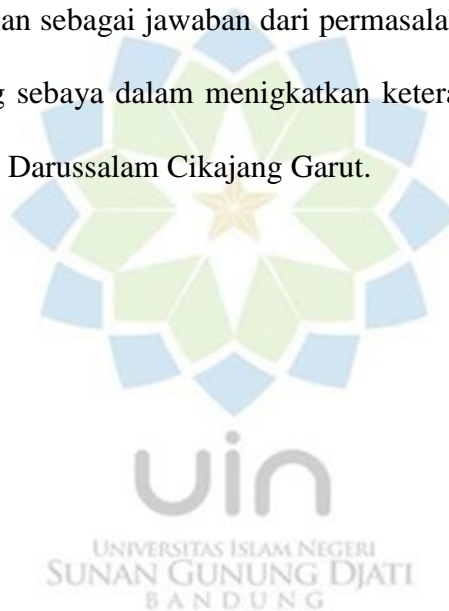 an sebagai jawaban dari permasala
sebaya dalam menigkatkan ketera
Darussalam Cikajang Garut.
uin
UNIVERSITAS ISLAM NEGERI
SUNAN GUNUNG DJATI
BANDUNG